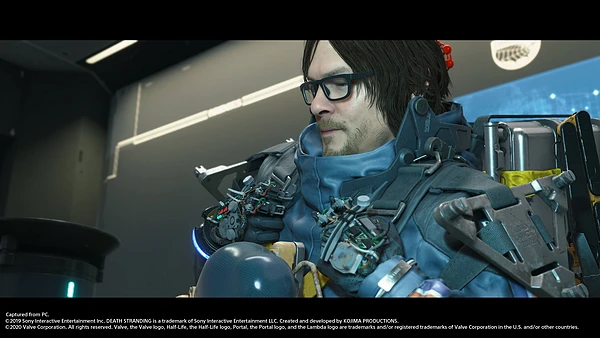 Captured from PC.
©2019 Sony Interactive Entertainment Inc. DEATH STRANDING is a trademark of Sony Interactive Entertainment LLC. Created and developed by KOJIMA PRODUCTIONS.
©2020 Valve Corporation. All rights reserved. Valve, the Valve logo, Half-Life, the Half-Life logo, Portal, the Portal logo, and the Lambda logo are trademarks and/or registered trademarks of Valve Corporation in the U.S. and/or other countries.